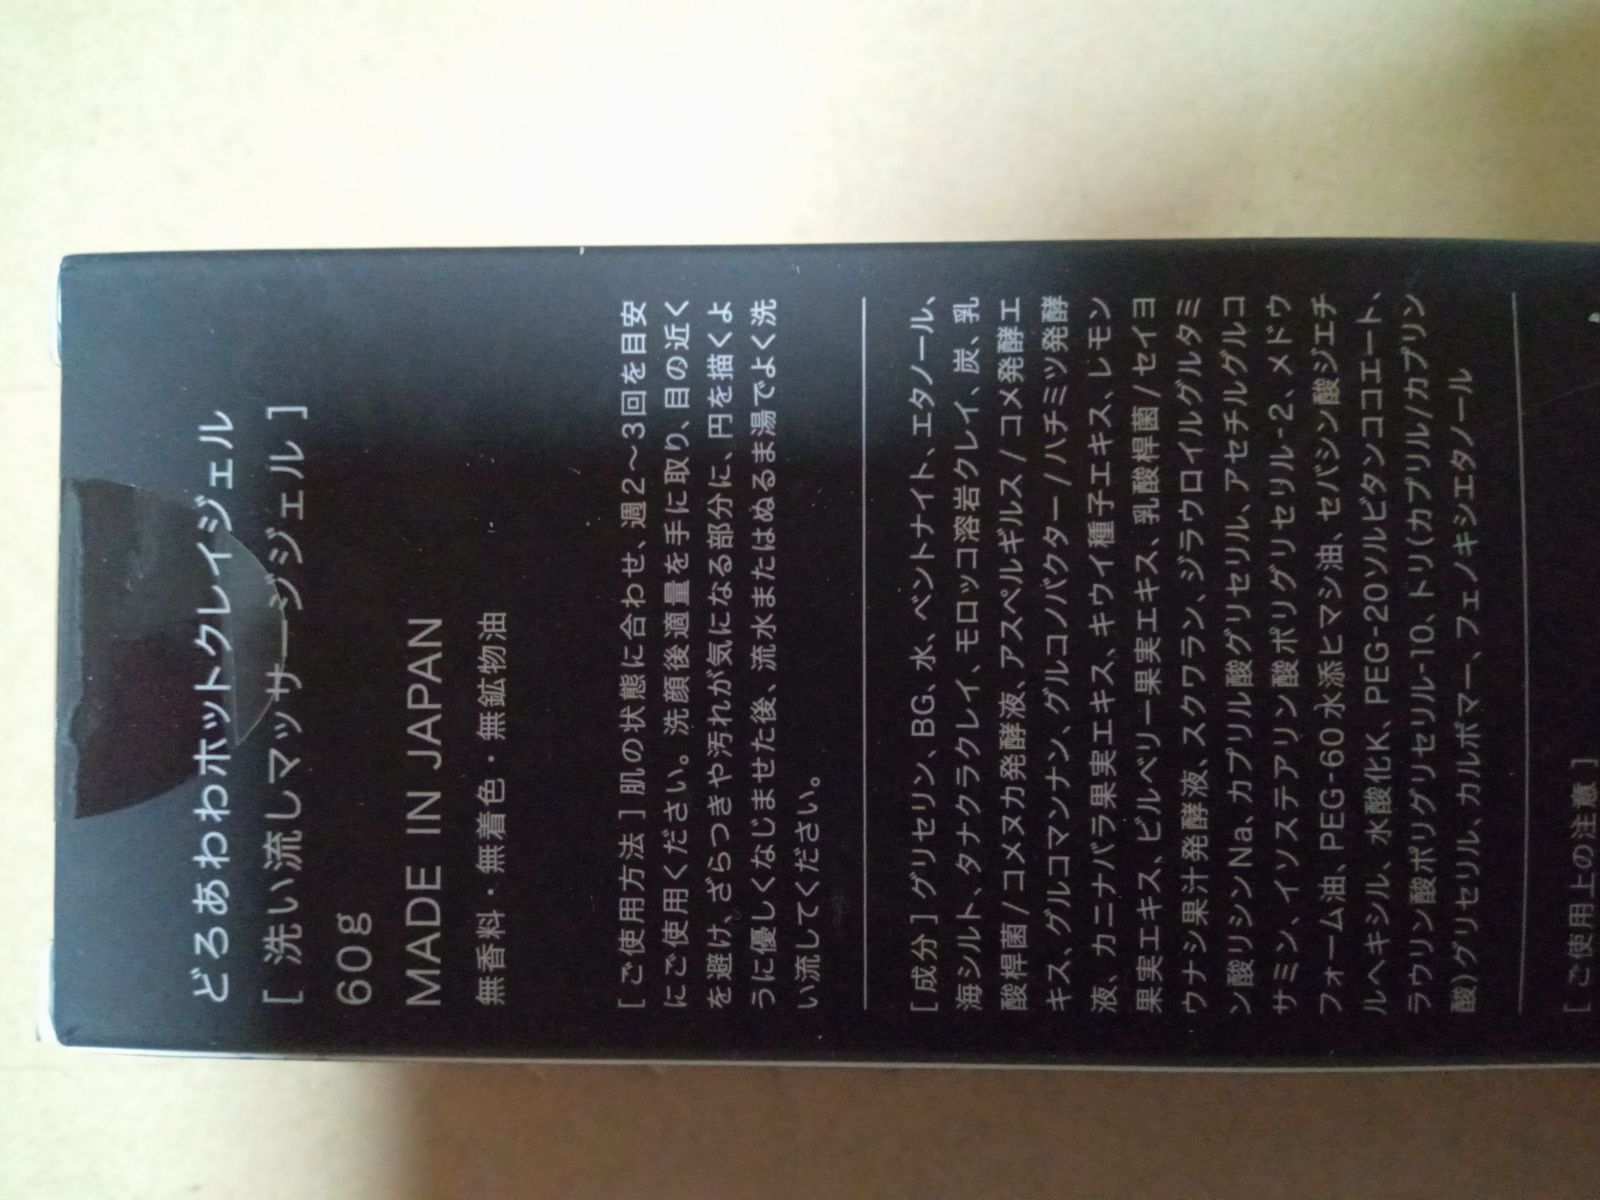 どろあわわホットクレイジェル
[ 洗い流しマッサージジェル ]
60g
MADE IN JAPAN
無香料・無着色・無鉱物油
[ ご使用方法 ] 肌の状態に合わせ、週2～3回を目安
にご使用ください。洗顔後適量を手に取り、目の近く
を避け、ざらつきや汚れが気になる部分に、円を描くよ
うに優しくなじませた後、流水またはぬるま湯でよく洗
い流してください。
[ 成分 ] グリセリン、BG、水、ベントナイト、エタノール、
海シルト、タナクラクレイ、モロッコ溶岩クレイ、炭、乳
酸桿菌/コメヌカ発酵液、アスペルギルス/コメ発酵エ
キス、グルコマンナン、グルコノバクター/ハチミツ発酵
液、カニナバラ果実エキス、キウイ種子エキス、レモン
果実エキス、ビルベリー果実エキス、乳酸桿菌/セイヨ
ウナシ果汁発酵液、スクワラン、ジラウロイルグルタミ
ン酸リシンNa、カプリル酸グリセリル、アセチルグルコ
サミン、イソステアリン酸ポリグリセリル-2、メドウ
フォーム油、PEG-60水添ヒマシ油、セバシン酸ジエチ
ルヘキシル、水酸化K、PEG-20ソルビタンココエート、
ラウリン酸ポリグリセリル-10、トリ(カプリル/カプリン
酸)グリセリル、カルボマー、フェノキシエタノール
[ ご使用上の注意 ]